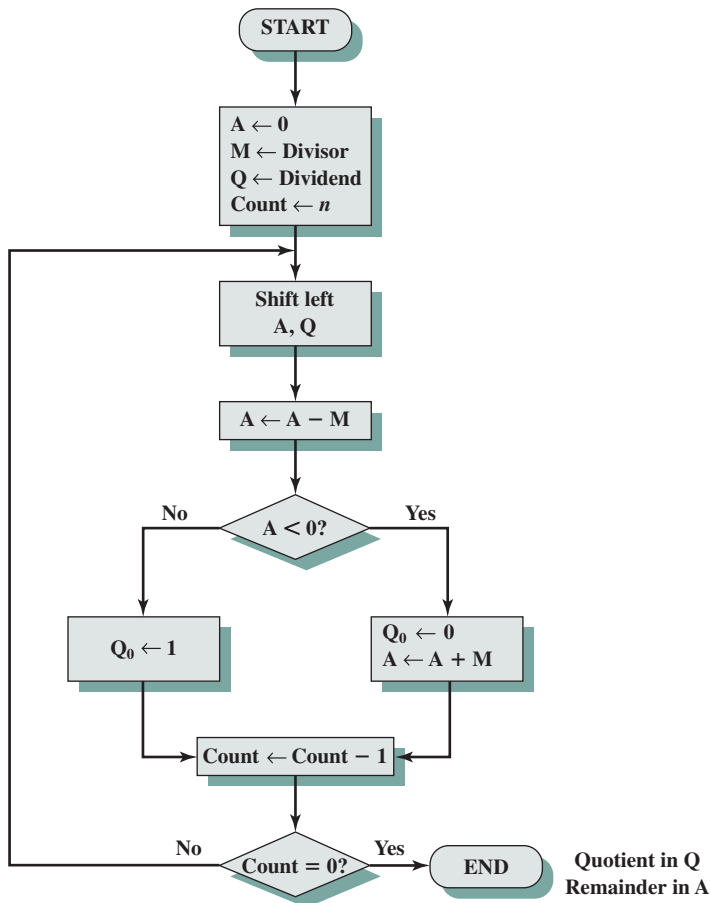 START
A ← 0
M ← Divisor
Q ← Dividend
Count ← n
Shift left
A, Q
A ← A − M
No
A < 0?
Yes
Q₀ ← 1
Q₀ ← 0
A ← A + M
Count ← Count − 1
No
Count = 0?
Yes
END
Quotient in Q
Remainder in A